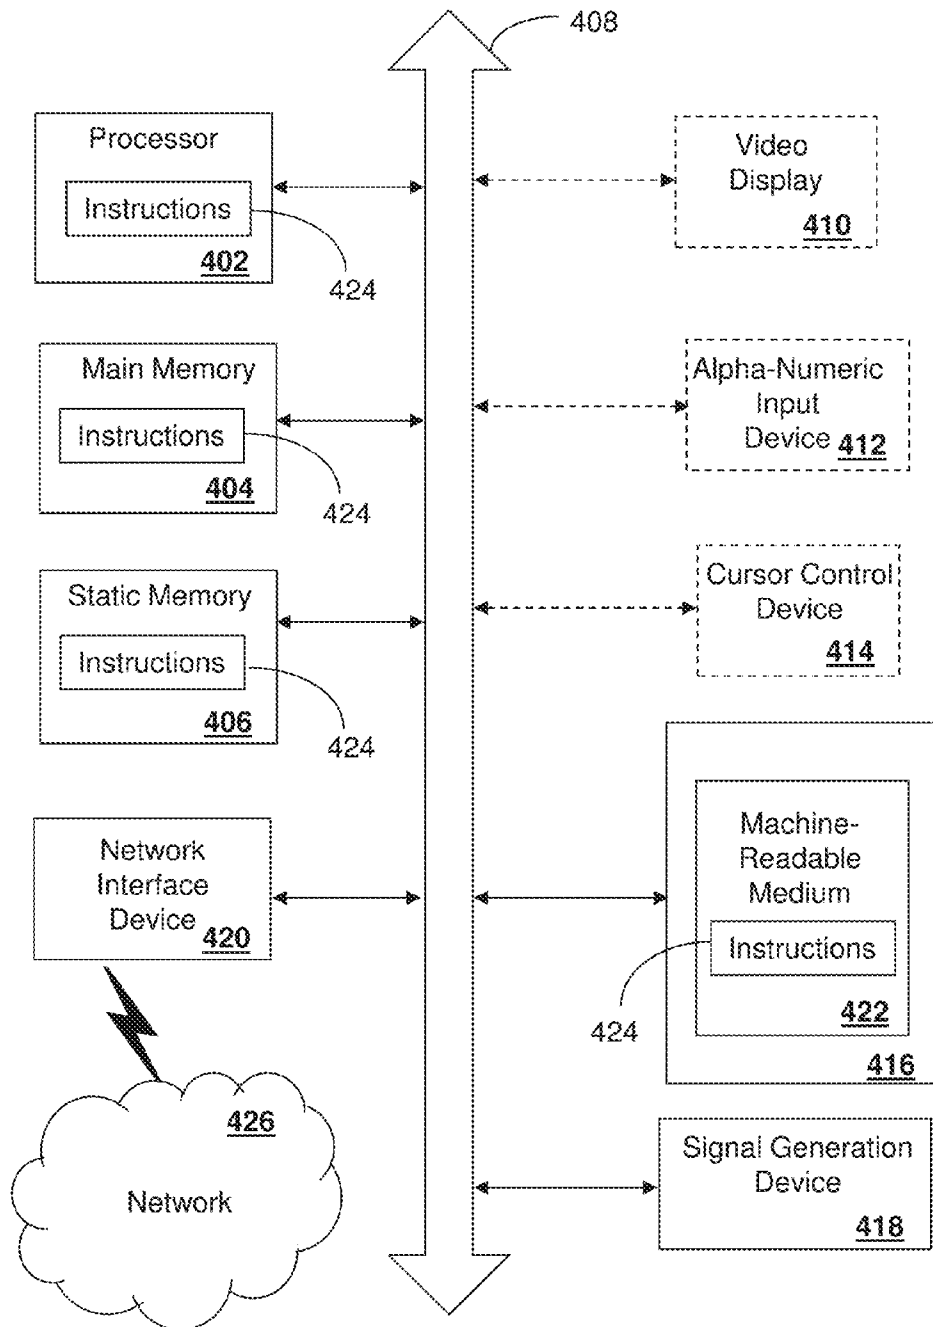 408
Processor
Instructions
402
424
Main Memory
Instructions
404
424
Static Memory
Instructions
406
424
Network
Interface
Device
420
426
Network
Video
Display
410
Alpha-Numeric
Input
Device
412
Cursor Control
Device
414
Machine-
Readable
Medium
Instructions
424
422
416
Signal Generation
Device
418